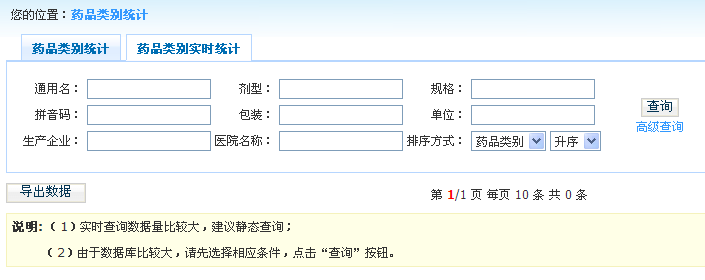 您的位置：药品类别统计
药品类别统计 药品类别实时统计
通用名： 剂型： 规格：
拼音码： 包装： 单位： 查询
高级查询
生产企业： 医院名称： 排序方式： 药品类别 升序
导出数据 第 1/1 页 每页 10 条 共 0 条
说明:（1）实时查询数据量比较大，建议静态查询；
（2）由于数据库比较大，请先选择相应条件，点击“查询”按钮。